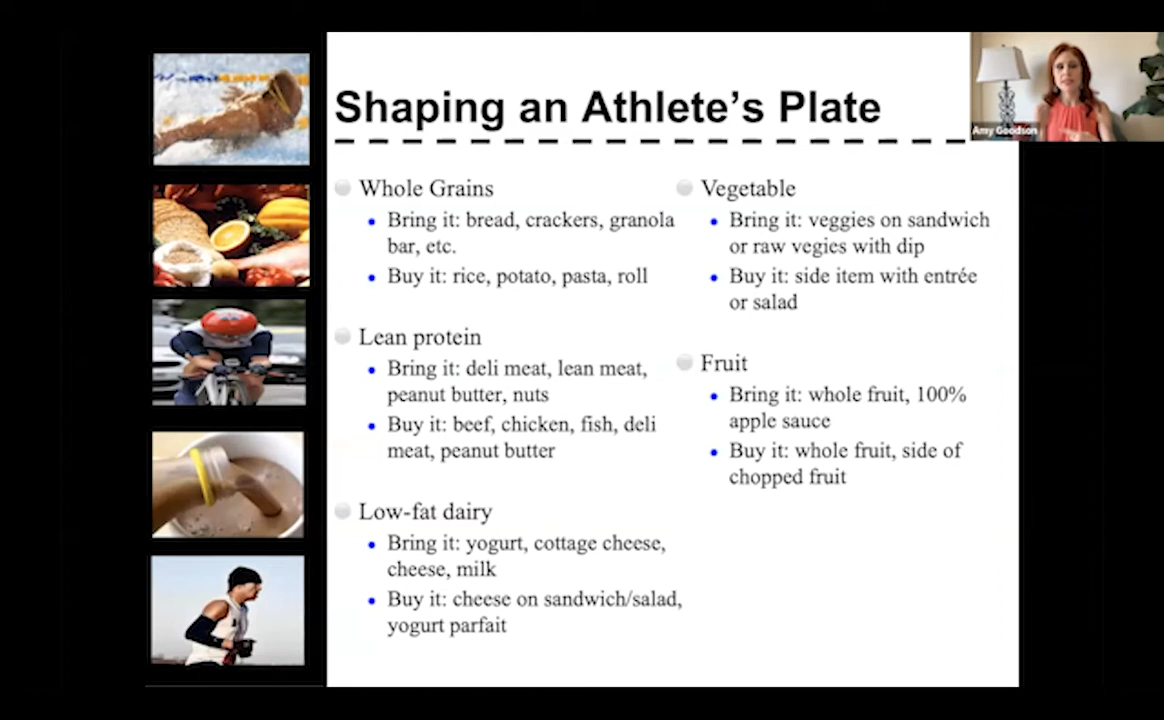 Shaping an Athlete's Plate
Amy Goodson
Whole Grains
Bring it: bread, crackers, granola
bar, etc.
Buy it: rice, potato, pasta, roll
Lean protein
Bring it: deli meat, lean meat,
peanut butter, nuts
Buy it: beef, chicken, fish, deli
meat, peanut butter
Low-fat dairy
Bring it: yogurt, cottage cheese,
cheese, milk
Buy it: cheese on sandwich/salad,
yogurt parfait
Vegetable
Bring it: veggies on sandwich
or raw vegies with dip
Buy it: side item with entrée
or salad
Fruit
Bring it: whole fruit, 100%
apple sauce
Buy it: whole fruit, side of
chopped fruit